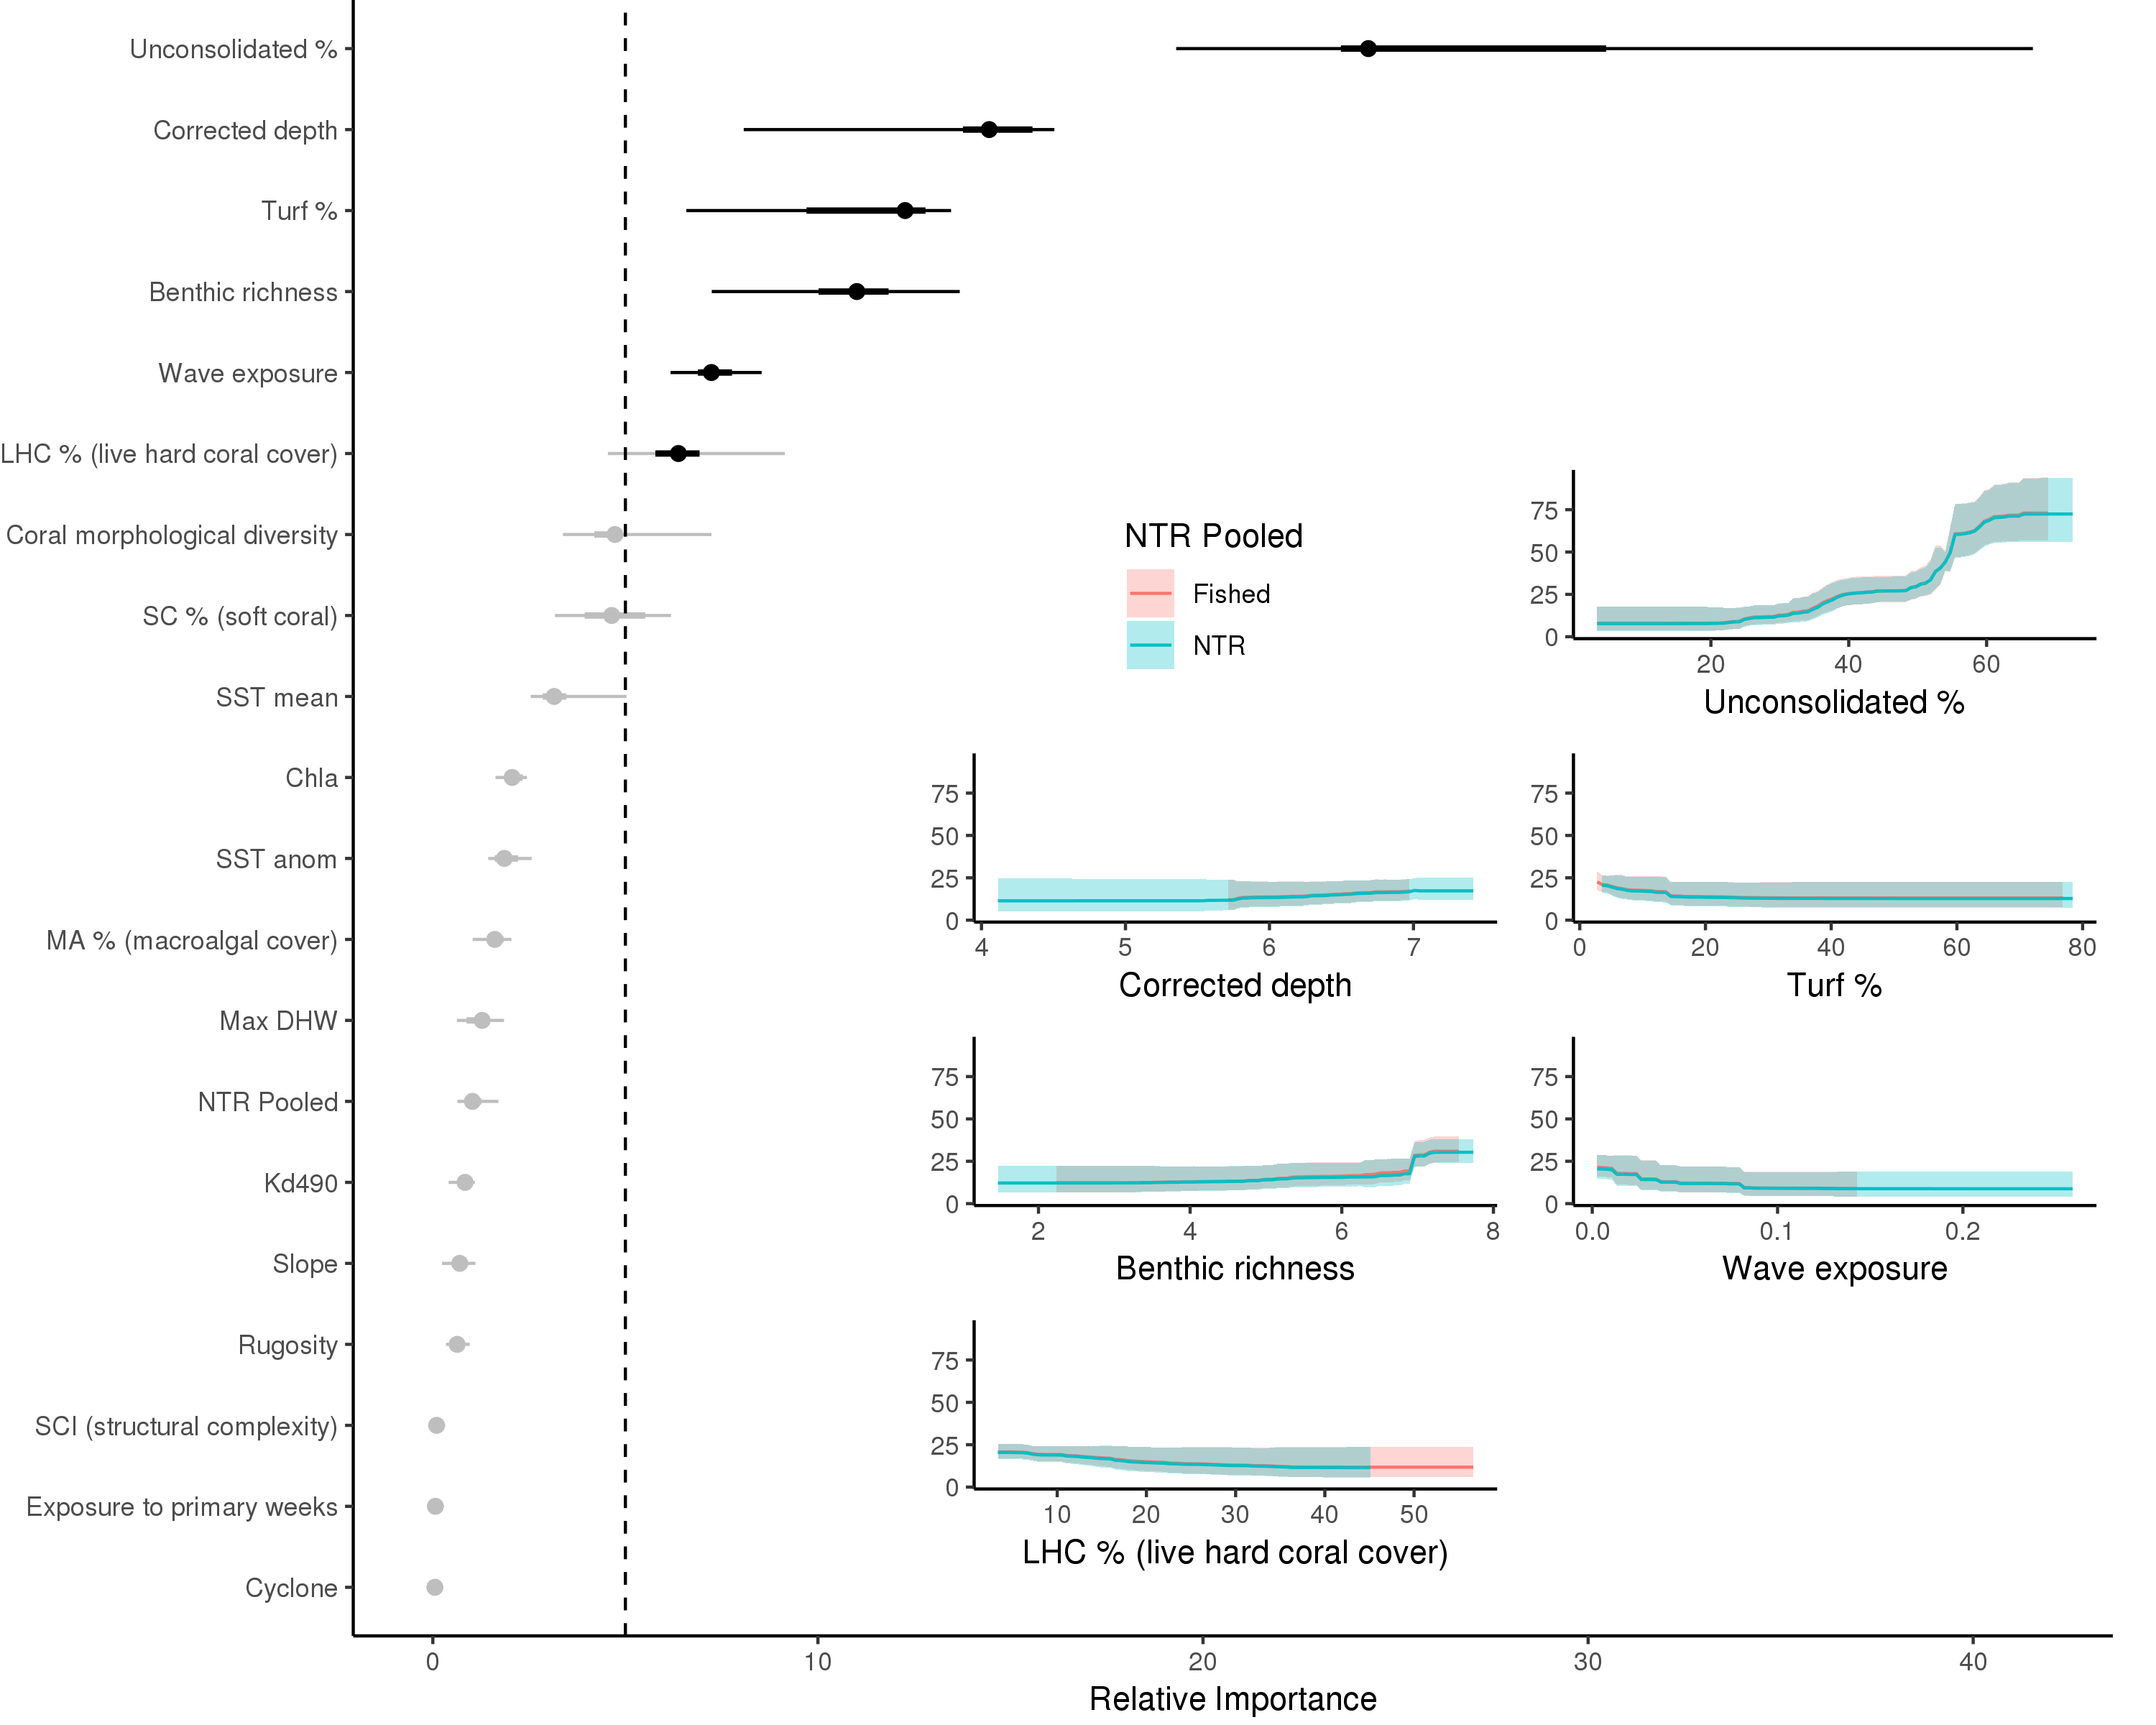 Unconsolidated %
Corrected depth
Turf %
Benthic richness
Wave exposure
LHC % (live hard coral cover)
Coral morphological diversity
SC % (soft coral)
SST mean
Chla
SST anom
MA % (macroalgal cover)
Max DHW
NTR Pooled
Kd490
Slope
Rugosity
SCI (structural complexity)
Exposure to primary weeks
Cyclone
0 10 20 30 40
Relative Importance
NTR Pooled
Fished
NTR
75
50
25
0
20 40 60
Unconsolidated %
75
50
25
0
4 5 6 7
Corrected depth
75
50
25
0
0 20 40 60 80
Turf %
75
50
25
0
2 4 6 8
Benthic richness
75
50
25
0
0.0 0.1 0.2
Wave exposure
75
50
25
0
10 20 30 40 50
LHC % (live hard coral cover)